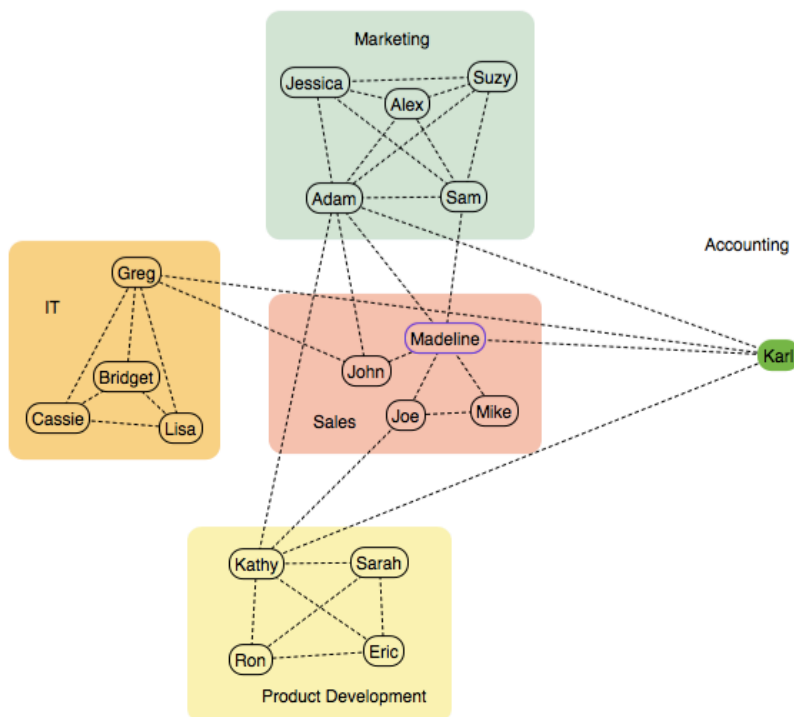 Marketing
Jessica
Suzy
Alex
Adam
Sam
Accounting
Greg
IT
Madeline
Karl
John
Bridget
Cassie
Lisa
Sales
Joe
Mike
Kathy
Sarah
Ron
Eric
Product Development